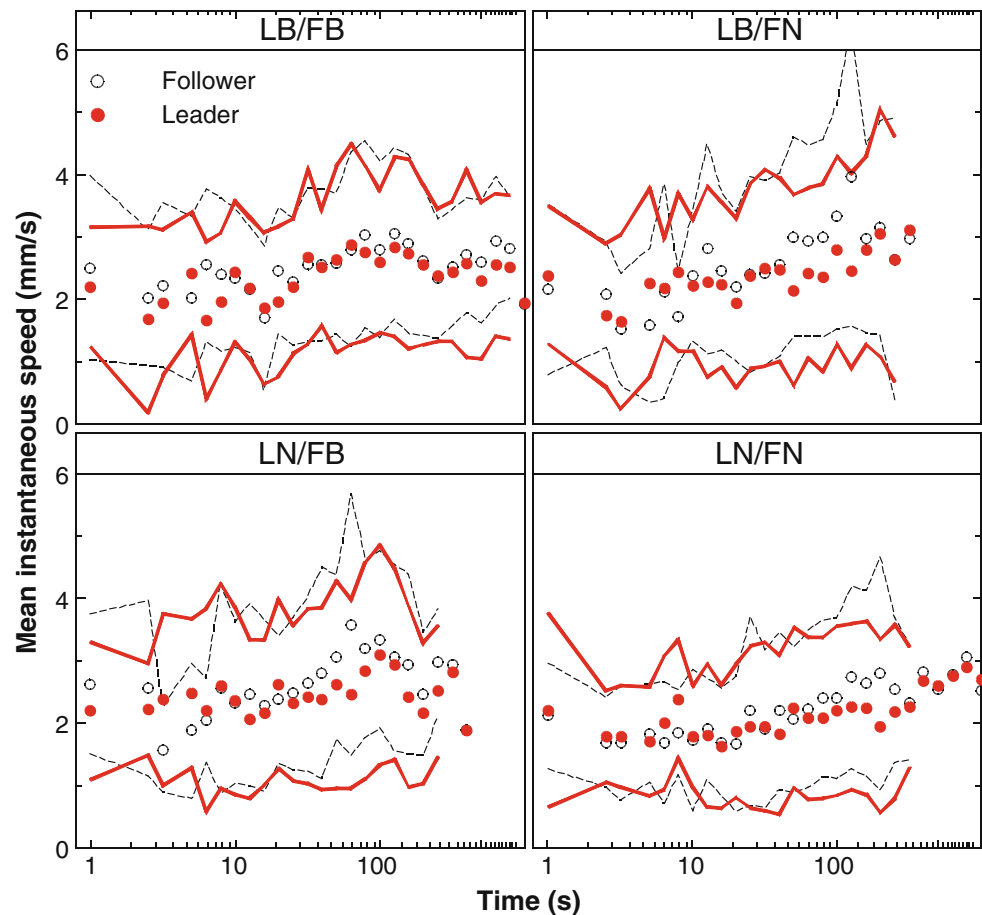 LB/FB
LB/FN
6
Follower
Leader
4
2
0
LN/FB
LN/FN
6
4
2
0
1
10
100
1
10
100
Mean instantaneous speed (mm/s)
Time (s)